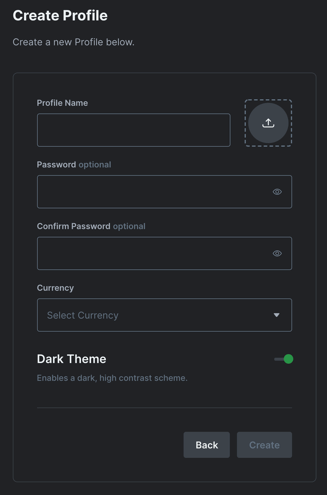 Create Profile
Create a new Profile below.
Profile Name
Password optional
Confirm Password optional
Currency
Select Currency
Dark Theme
Enables a dark, high contrast scheme.
Back
Create